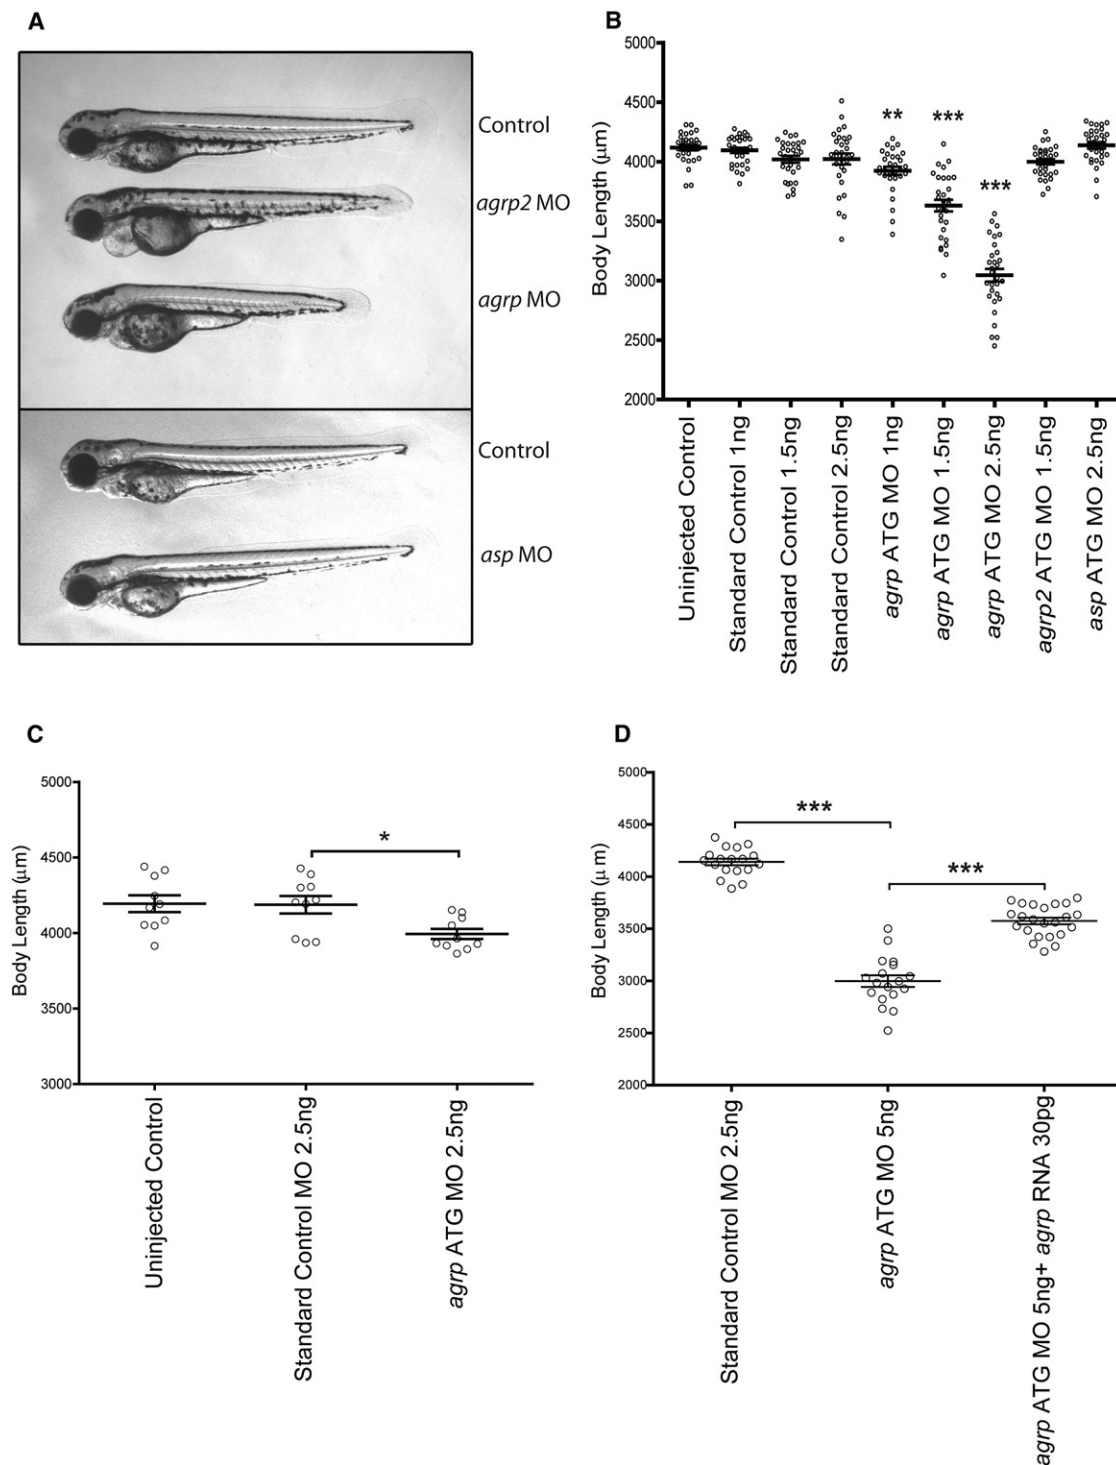 A
Control
agrp2 MO
agrp MO
Control
asp MO
B
Body Length (μm)
5000
4500
4000
3500
3000
2500
2000
** *** ***
Uninjected Control
Standard Control 1ng
Standard Control 1.5ng
Standard Control 2.5ng
agrp ATG MO 1ng
agrp ATG MO 1.5ng
agrp ATG MO 2.5ng
agrp2 ATG MO 1.5ng
asp ATG MO 2.5ng
C
Body Length (μm)
5000
4500
4000
3500
3000
*
Uninjected Control
Standard Control MO 2.5ng
agrp ATG MO 2.5ng
D
Body Length (μm)
5000
4500
4000
3500
3000
2500
2000
*** ***
Standard Control MO 2.5ng
agrp ATG MO 5ng
agrp ATG MO 5ng+ agrp RNA 30pg